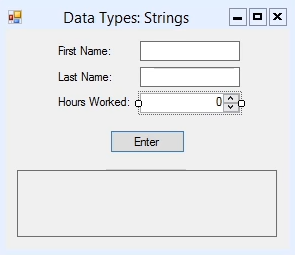 Data Types: Strings
First Name:
Last Name:
Hours Worked: 0
Enter